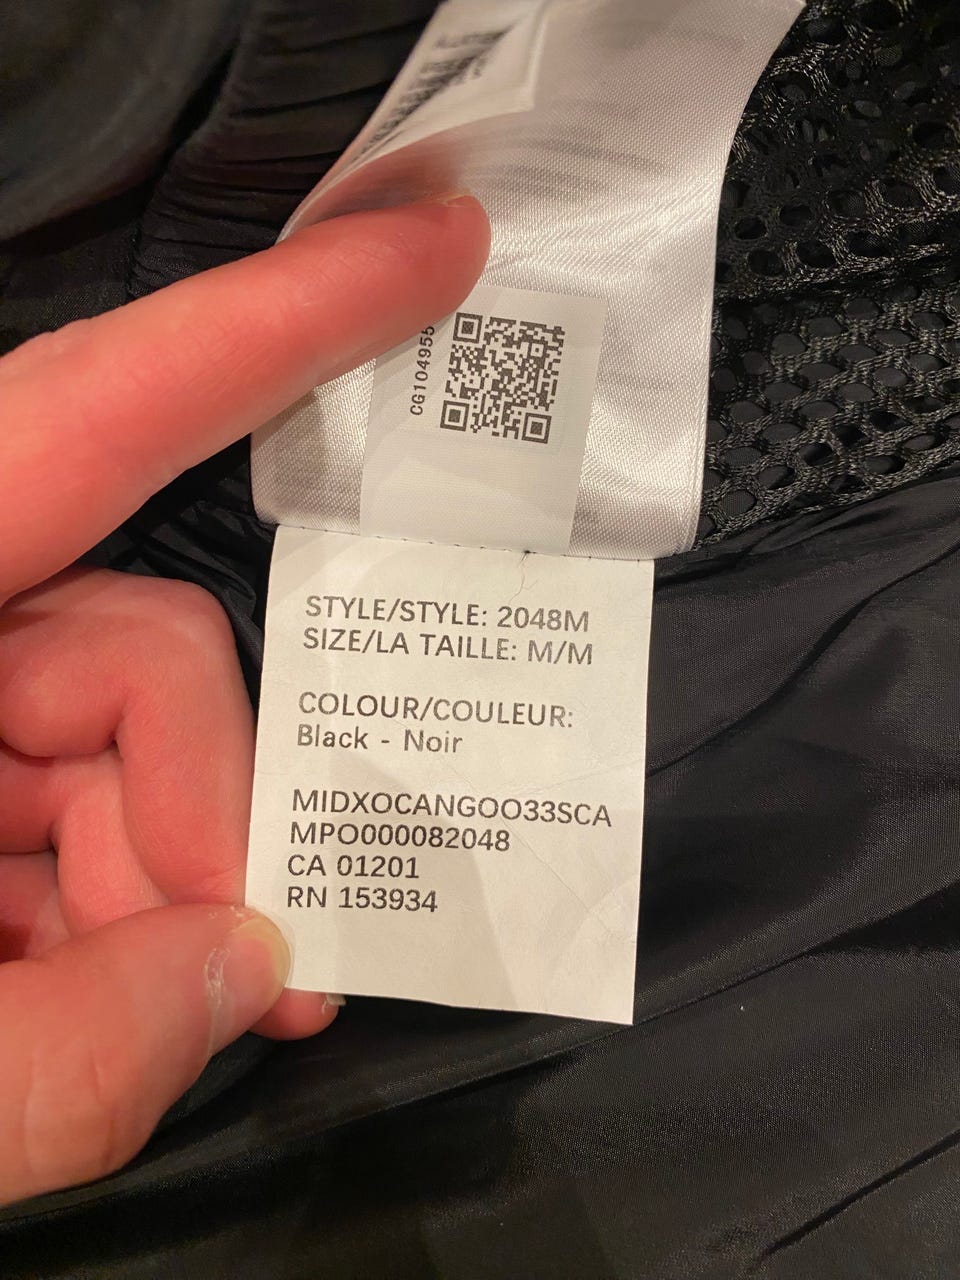 CG104955
STYLE/STYLE: 2048M
SIZE/LA TAILLE: M/M
COLOUR/COULEUR:
Black - Noir
MIDXOCANGOO33SCA
MPO000082048
CA 01201
RN 153934